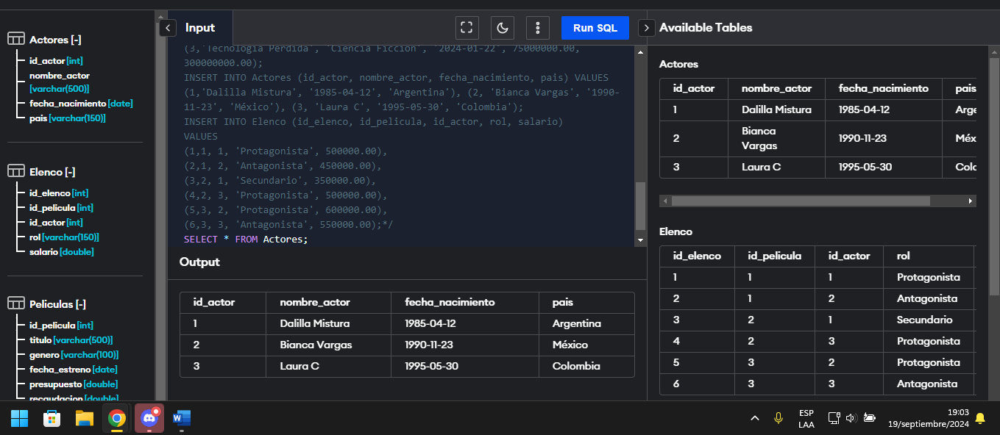 Actores [-]
id_actor [int]
nombre_actor
[varchar(500)]
fecha_nacimiento [date]
pais [varchar(150)]
Elenco [-]
id_elenco [int]
id_pelicula [int]
id_actor [int]
rol [varchar(150)]
salario [double]
Peliculas [-]
id_pelicula [int]
titulo [varchar(500)]
genero [varchar(100)]
fecha_estreno [date]
presupuesto [double]
recaudacion [double]
Input
Run SQL
(3,'Tecnología Perdida', 'Ciencia Ficción', '2024-01-22', 75000000.00,
300000000.00);
INSERT INTO Actores (id_actor, nombre_actor, fecha_nacimiento, pais) VALUES
(1,'Dalilla Mistura', '1985-04-12', 'Argentina'), (2, 'Bianca Vargas', '1990-
11-23', 'México'), (3, 'Laura C', '1995-05-30', 'Colombia');
INSERT INTO Elenco (id_elenco, id_pelicula, id_actor, rol, salario)
VALUES
(1,1, 1, 'Protagonista', 500000.00),
(2,1, 2, 'Antagonista', 450000.00),
(3,2, 1, 'Secundario', 350000.00),
(4,2, 3, 'Protagonista', 500000.00),
(5,3, 2, 'Protagonista', 600000.00),
(6,3, 3, 'Antagonista', 550000.00);*/
SELECT * FROM Actores;
Output
id_actor nombre_actor fecha_nacimiento pais
1 Dalilla Mistura 1985-04-12 Argentina
2 Bianca Vargas 1990-11-23 México
3 Laura C 1995-05-30 Colombia
Available Tables
Actores
id_actor nombre_actor fecha_nacimiento pais
1 Dalilla Mistura 1985-04-12 Arge
2 Bianca
Vargas 1990-11-23 Méx
3 Laura C 1995-05-30 Colo
Elenco
id_elenco id_pelicula id_actor rol
1 1 1 Protagonista
2 1 2 Antagonista
3 2 1 Secundario
4 2 3 Protagonista
5 3 2 Protagonista
6 3 3 Antagonista
ESP
LAA
19:03
19/septiembre/2024